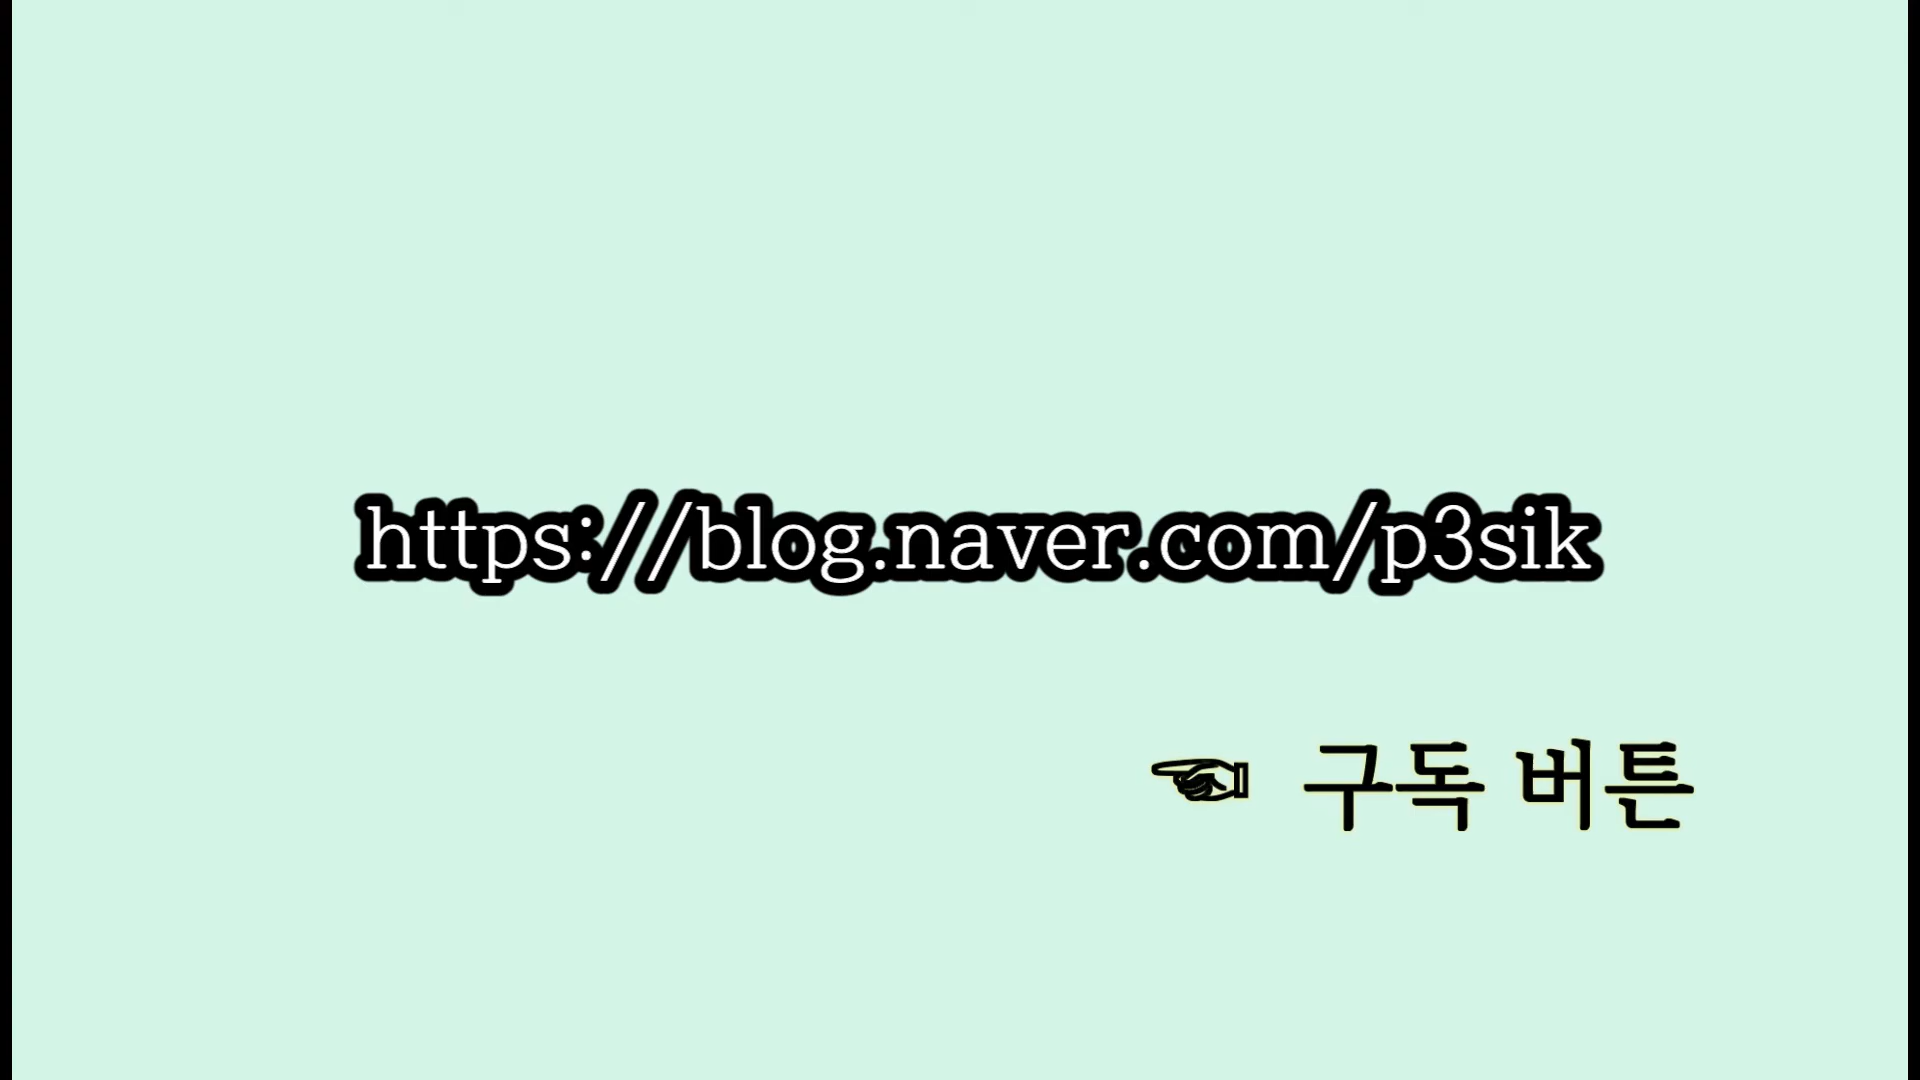 https://blog.naver.com/p3sik
☜ 구독 버튼